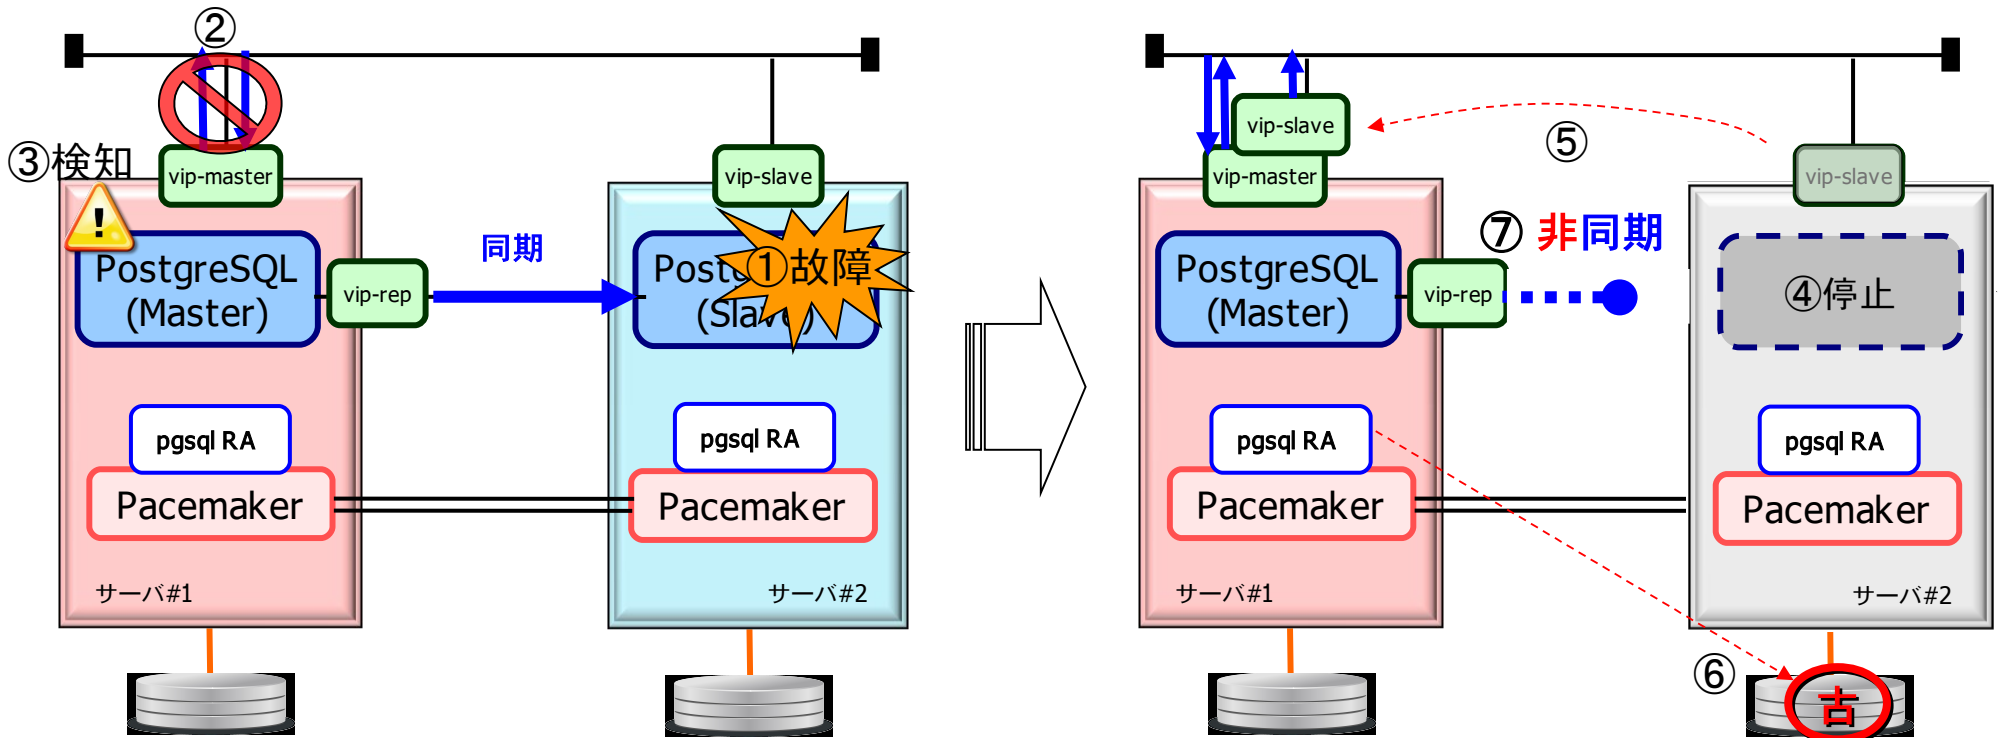 ②
③検知
vip-master
vip-slave
!
PostgreSQL
(Master)
vip-rep
同期
Post
(Slave)
①故障
pgsql RA
pgsql RA
Pacemaker
Pacemaker
サーバ#1
サーバ#2
vip-slave
vip-master
⑤
vip-slave
⑦ 非同期
PostgreSQL
(Master)
vip-rep
④停止
pgsql RA
pgsql RA
Pacemaker
Pacemaker
サーバ#1
サーバ#2
⑥
古